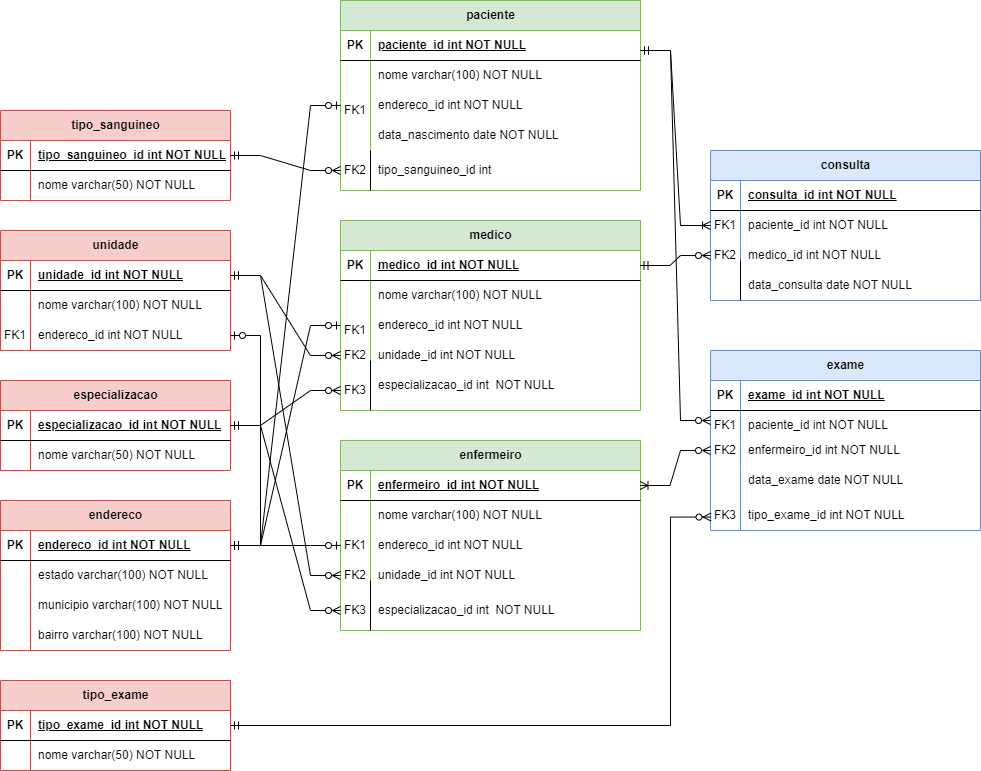 paciente
PK paciente_id int NOT NULL
nome varchar(100) NOT NULL
FK1 endereco_id int NOT NULL
data_nascimento date NOT NULL
FK2 tipo_sanguineo_id int
tipo_sanguineo
PK tipo_sanguineo_id int NOT NULL
nome varchar(50) NOT NULL
unidade
PK unidade_id int NOT NULL
nome varchar(100) NOT NULL
FK1 endereco_id int NOT NULL
especializacao
PK especializacao_id int NOT NULL
nome varchar(50) NOT NULL
endereco
PK endereco_id int NOT NULL
estado varchar(100) NOT NULL
municipio varchar(100) NOT NULL
bairro varchar(100) NOT NULL
tipo_exame
PK tipo_exame_id int NOT NULL
nome varchar(50) NOT NULL
medico
PK medico_id int NOT NULL
nome varchar(100) NOT NULL
FK1 endereco_id int NOT NULL
FK2 unidade_id int NOT NULL
FK3 especializacao_id int NOT NULL
enfermeiro
PK enfermeiro_id int NOT NULL
nome varchar(100) NOT NULL
FK1 endereco_id int NOT NULL
FK2 unidade_id int NOT NULL
FK3 especializacao_id int NOT NULL
consulta
PK consulta_id int NOT NULL
FK1 paciente_id int NOT NULL
FK2 medico_id int NOT NULL
data_consulta date NOT NULL
exame
PK exame_id int NOT NULL
FK1 paciente_id int NOT NULL
FK2 enfermeiro_id int NOT NULL
data_exame date NOT NULL
FK3 tipo_exame_id int NOT NULL